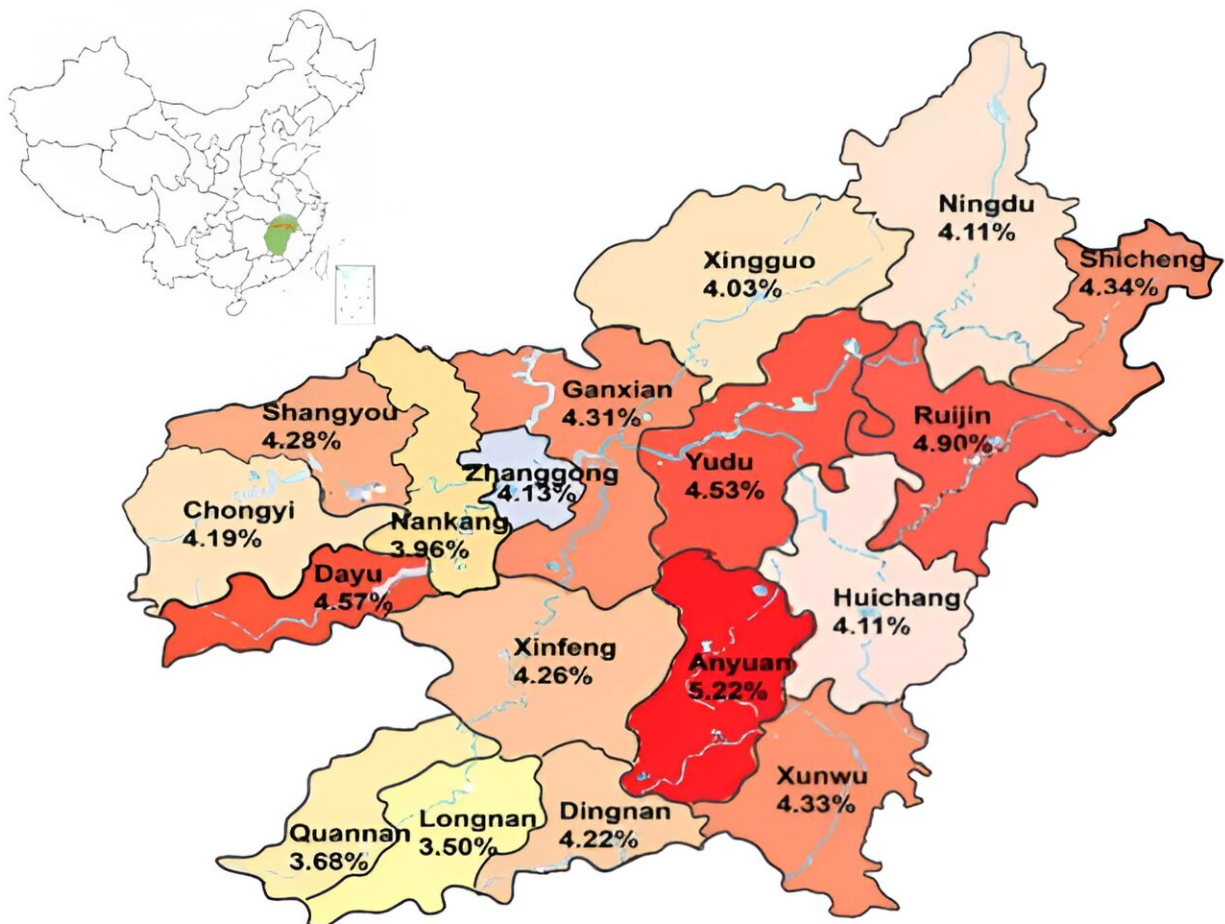 Ningdu
4.11%
Shicheng
4.34%
Xingguo
4.03%
Ganxian
4.31%
Shangyou
4.28%
Ruijin
4.90%
Yudu
4.53%
Zhanggong
4.13%
Chongyi
4.19%
Nankang
3.96%
Dayu
4.57%
Huichang
4.11%
Xinfeng
4.26%
Anyuan
5.22%
Xunwu
4.33%
Dingnan
4.22%
Longnan
3.50%
Quannan
3.68%